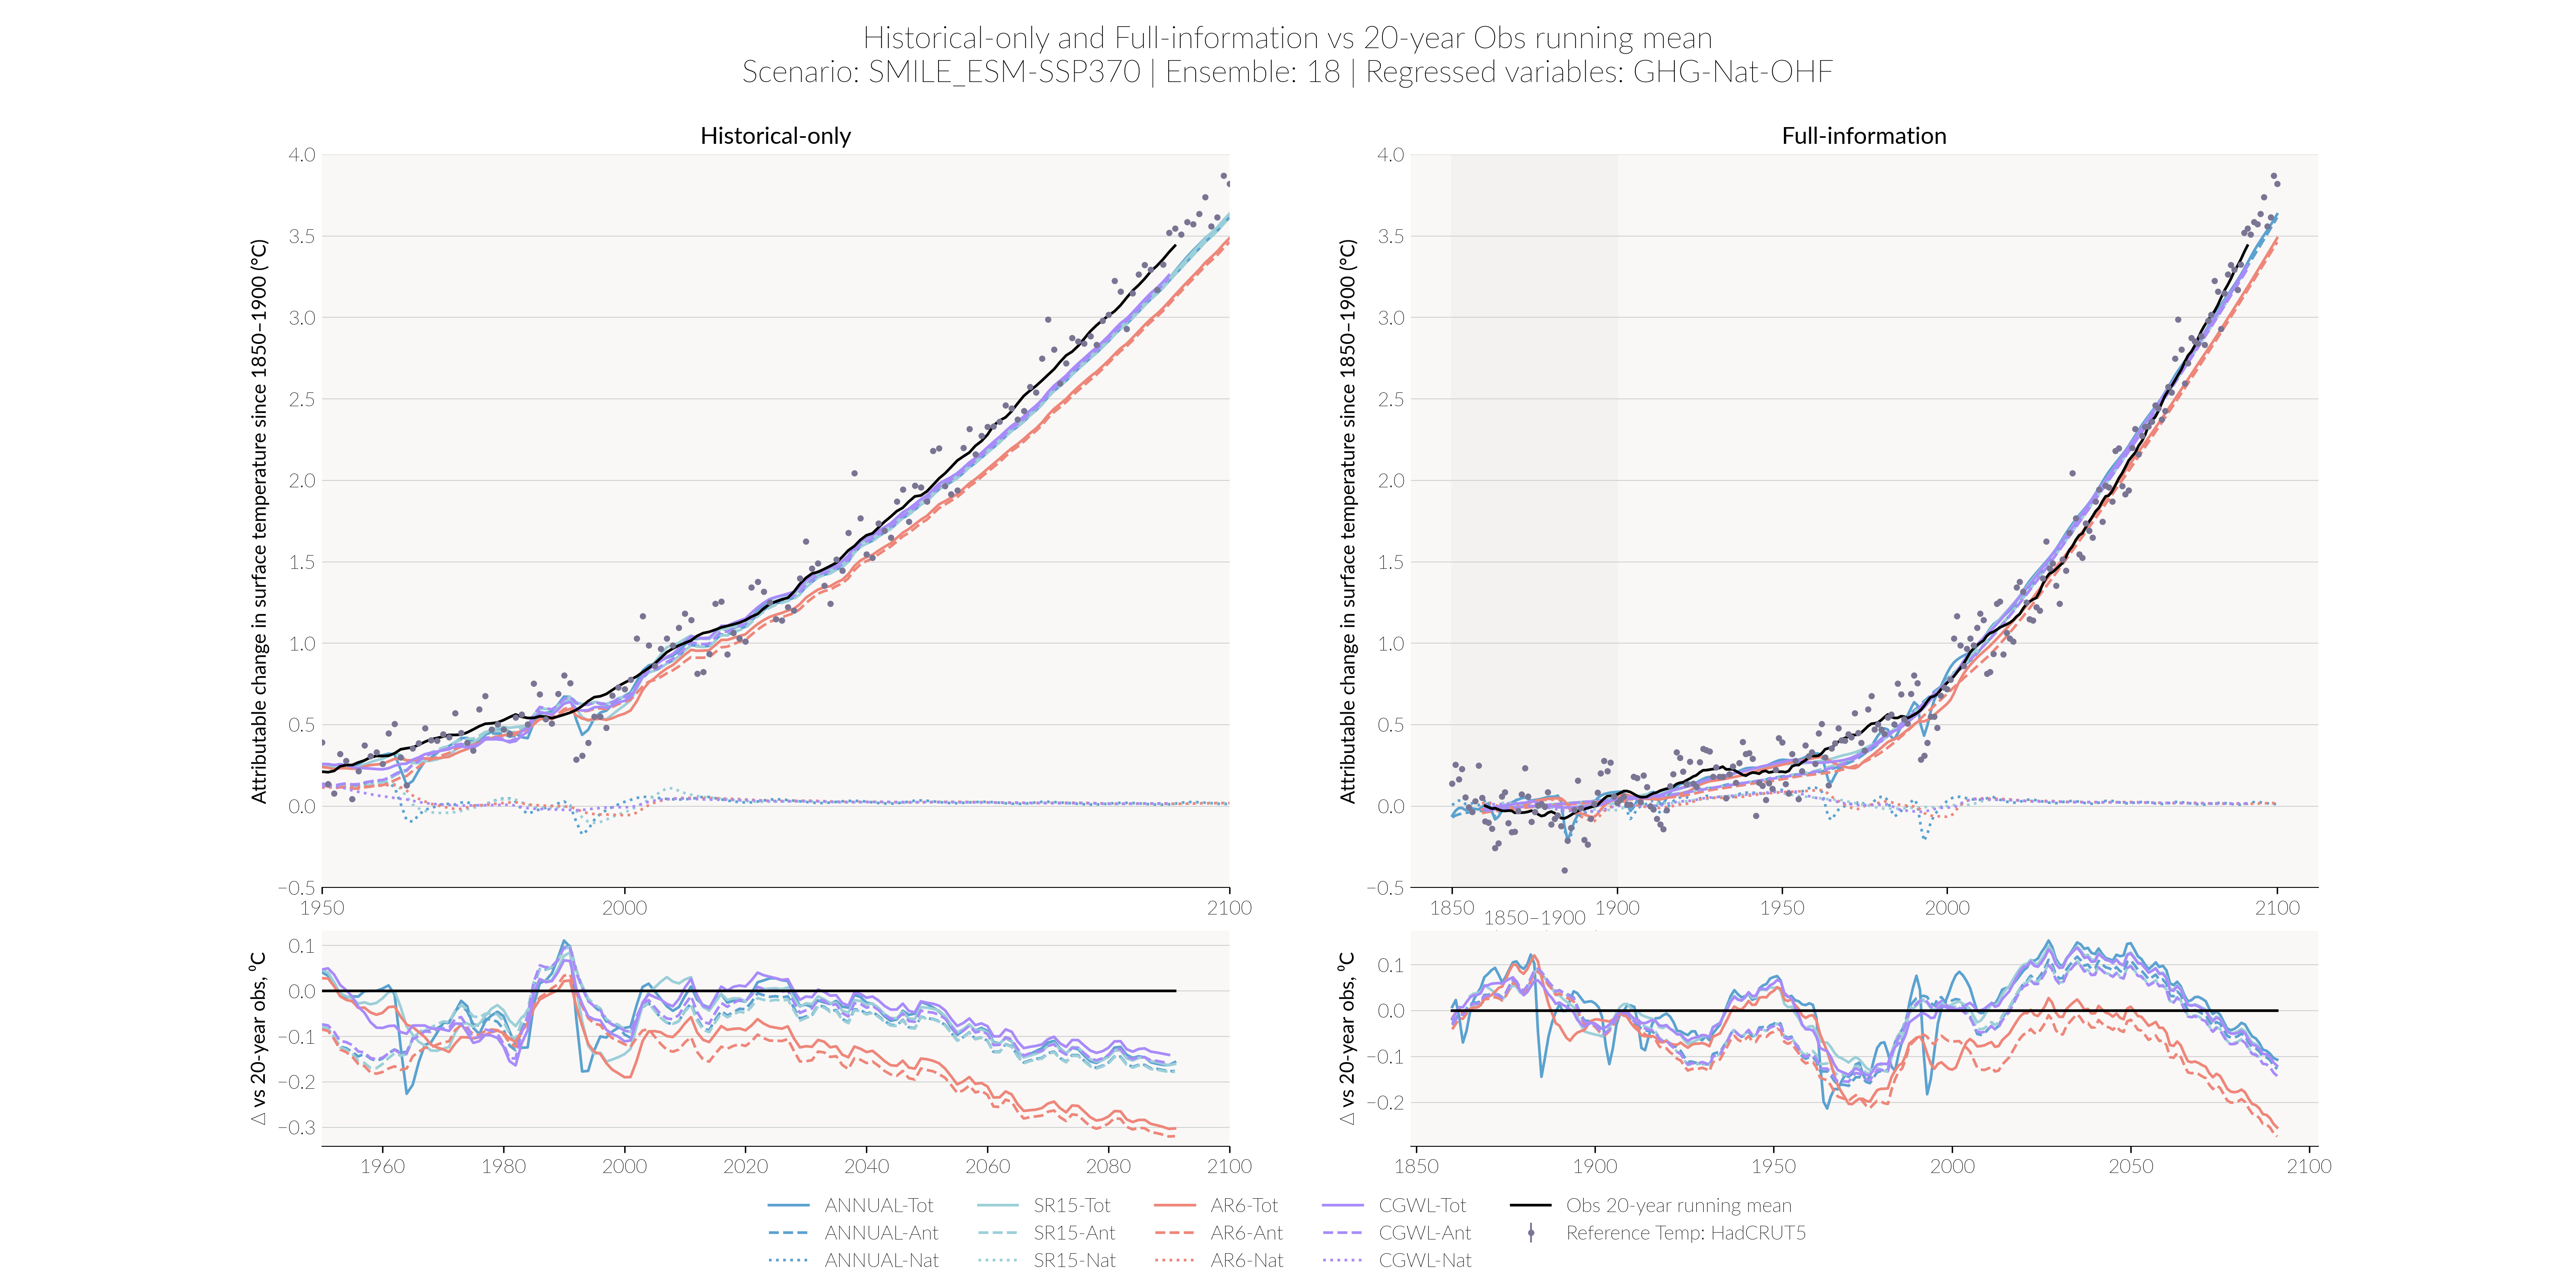 Historical-only and Full-information vs 20-year Obs running mean
Scenario: SMILE_ESM-SSP370 | Ensemble: 18 | Regressed variables: GHG-Nat-OHF
Historical-only
Attributable change in surface temperature since 1850–1900 (°C)
4.0
3.5
3.0
2.5
2.0
1.5
1.0
0.5
0.0
−0.5
1950
2000
2100
Full-information
Attributable change in surface temperature since 1850–1900 (°C)
4.0
3.5
3.0
2.5
2.0
1.5
1.0
0.5
0.0
−0.5
1850
1850–1900
1900
1950
2000
2100
△ vs 20-year obs, ⁰C
0.1
0.0
−0.1
−0.2
−0.3
1960
1980
2000
2020
2040
2060
2080
2100
△ vs 20-year obs, ⁰C
0.1
0.0
−0.1
−0.2
1850
1900
1950
2000
2050
2100
ANNUAL-Tot
ANNUAL-Ant
ANNUAL-Nat
SR15-Tot
SR15-Ant
SR15-Nat
AR6-Tot
AR6-Ant
AR6-Nat
CGWL-Tot
CGWL-Ant
CGWL-Nat
Obs 20-year running mean
Reference Temp: HadCRUT5